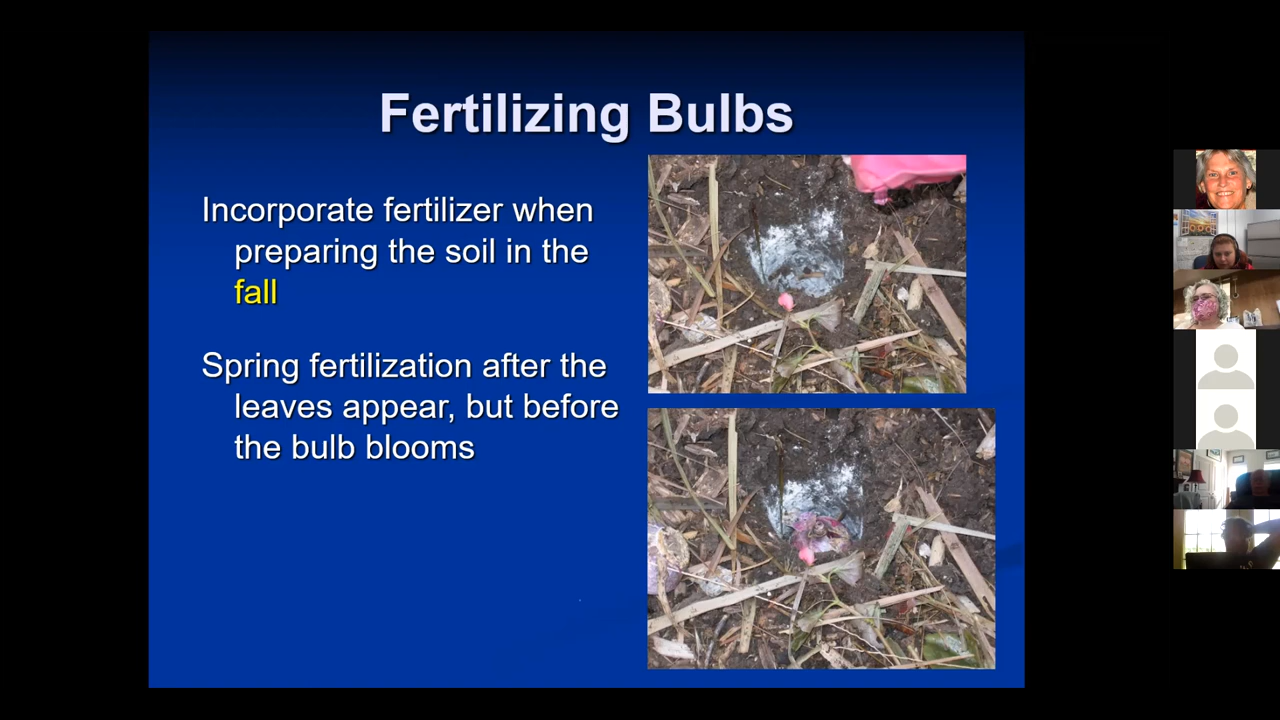 Fertilizing Bulbs
Incorporate fertilizer when
preparing the soil in the
fall
Spring fertilization after the
leaves appear, but before
the bulb blooms